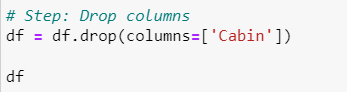 # Step: Drop columns
df = df.drop(columns=['Cabin'])
df